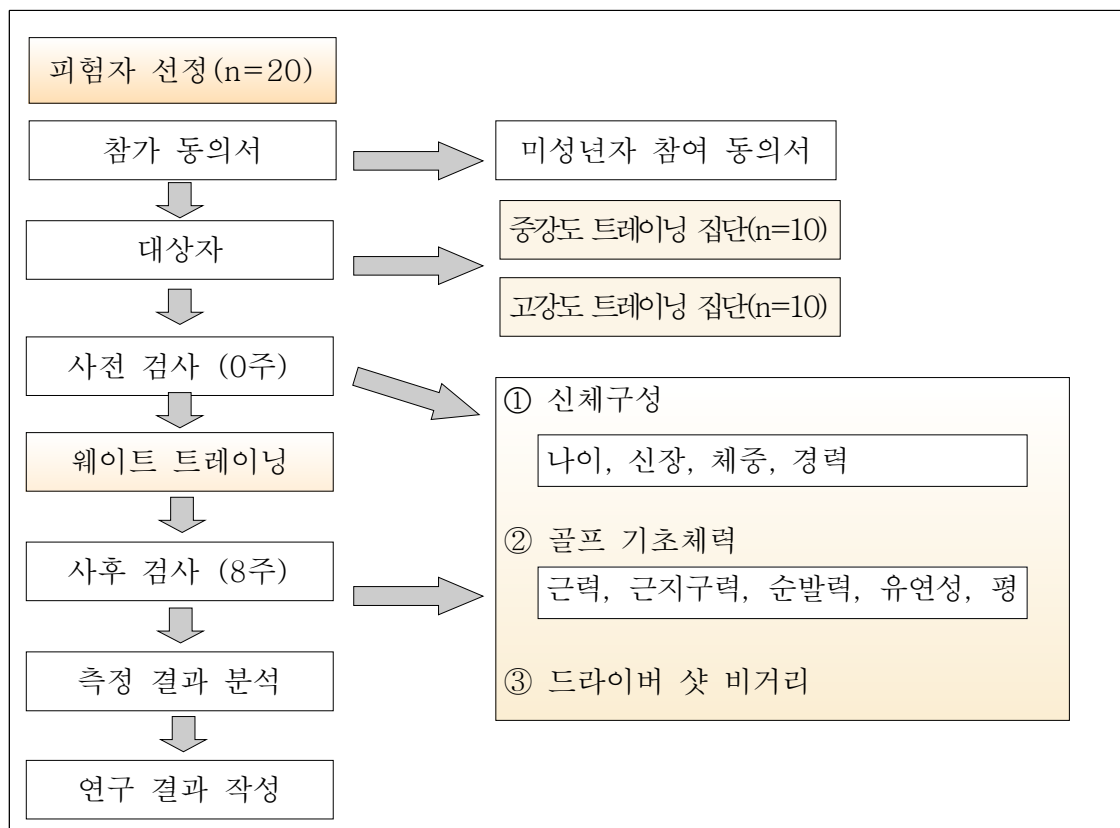 피험자 선정(n=20)
참가 동의서
미성년자 참여 동의서
대상자
중강도 트레이닝 집단(n=10)
고강도 트레이닝 집단(n=10)
사전 검사 (0주)
① 신체구성
나이, 신장, 체중, 경력
웨이트 트레이닝
② 골프 기초체력
근력, 근지구력, 순발력, 유연성, 평
사후 검사 (8주)
③ 드라이버 샷 비거리
측정 결과 분석
연구 결과 작성